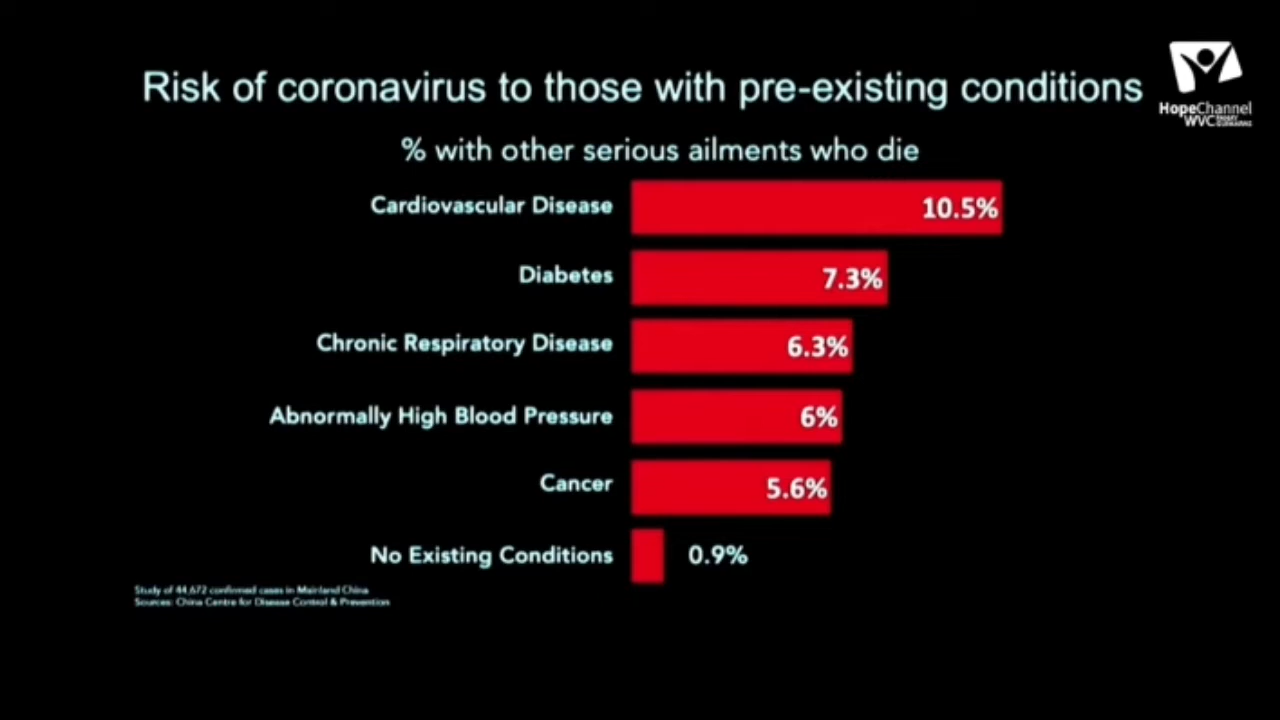 Risk of coronavirus to those with pre-existing conditions
HopeChannel
WVC
% with other serious ailments who die
Cardiovascular Disease 10.5%
Diabetes 7.3%
Chronic Respiratory Disease 6.3%
Abnormally High Blood Pressure 6%
Cancer 5.6%
No Existing Conditions 0.9%
Study of 44,672 confirmed cases in Mainland China
Sources: China Centre for Disease Control & Prevention